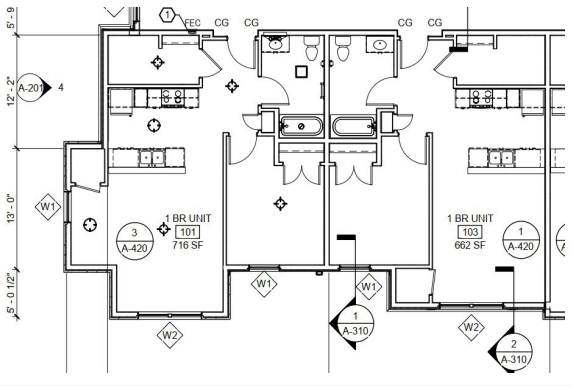 5' - 9
1
FEC
CG
CG
CG
CG
12' - 2"
A-201
4
13' - 0"
W1
3
A-420
1 BR UNIT
101
716 SF
1 BR UNIT
103
662 SF
1
A-420
W1
W1
5' - 0 1/2"
W2
1
A-310
W2
2
A-310